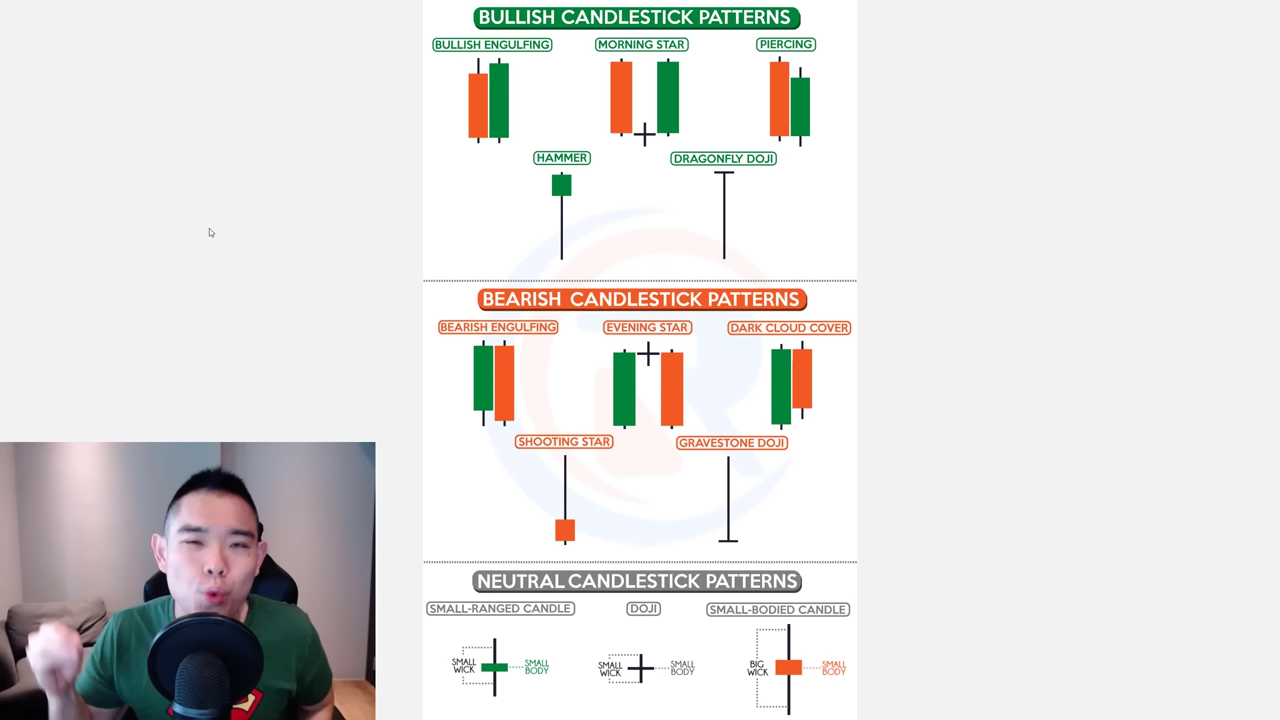 BULLISH CANDLESTICK PATTERNS
BULLISH ENGULFING
MORNING STAR
PIERCING
HAMMER
DRAGONFLY DOJI
BEARISH CANDLESTICK PATTERNS
BEARISH ENGULFING
EVENING STAR
DARK CLOUD COVER
SHOOTING STAR
GRAVESTONE DOJI
NEUTRAL CANDLESTICK PATTERNS
SMALL-RANGED CANDLE
DOJI
SMALL-BODIED CANDLE
SMALL
WICK
SMALL
BODY
SMALL
WICK
SMALL
BODY
BIG
WICK
SMALL
BODY